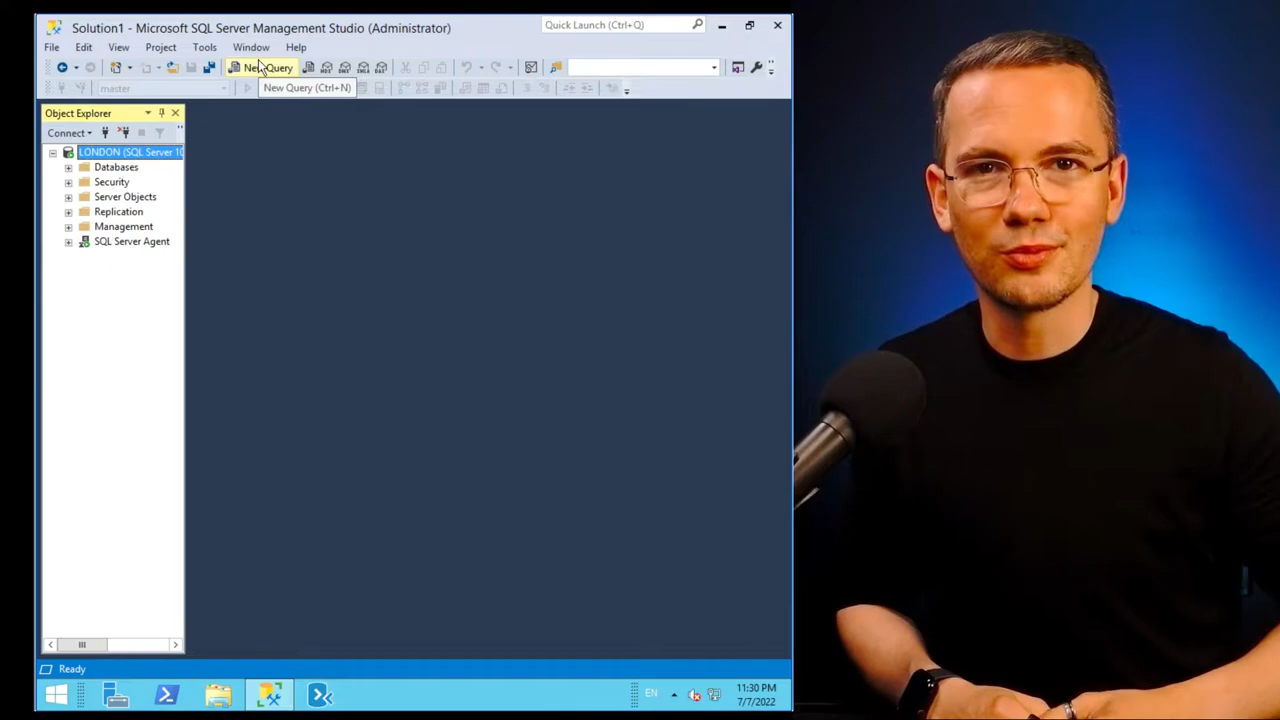 Solution1 - Microsoft SQL Server Management Studio (Administrator)
Quick Launch (Ctrl+Q)
File Edit View Project Tools Window Help
New Query
master
New Query (Ctrl+N)
Object Explorer
Connect
LONDON (SQL Server 10
Databases
Security
Server Objects
Replication
Management
SQL Server Agent
Ready
EN
11:30 PM
7/7/2022